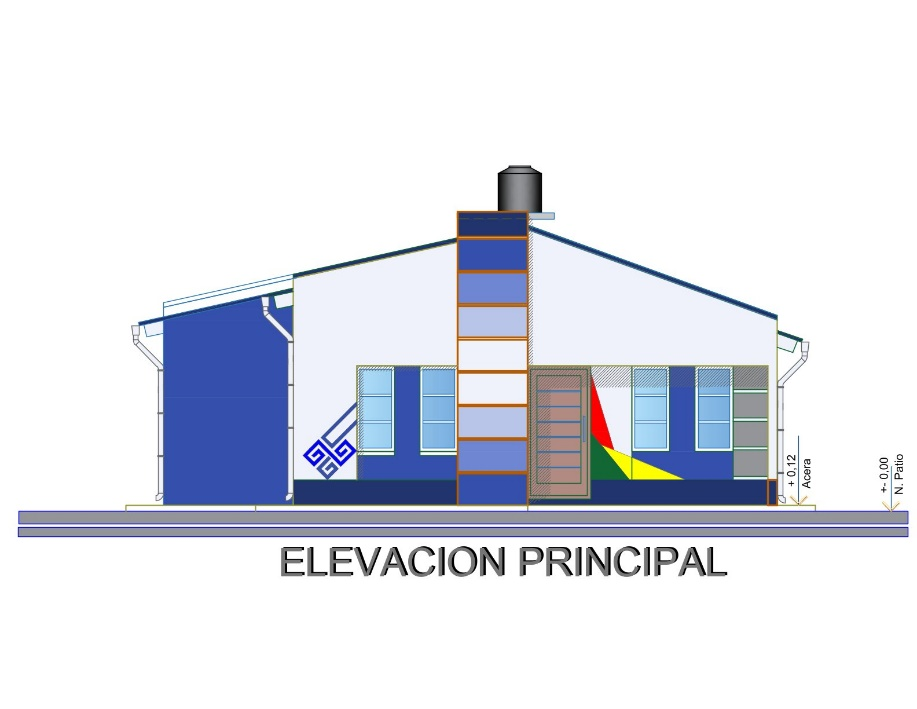 + 0,12
Acera
+- 0,00
N. Patio
ELEVACION PRINCIPAL